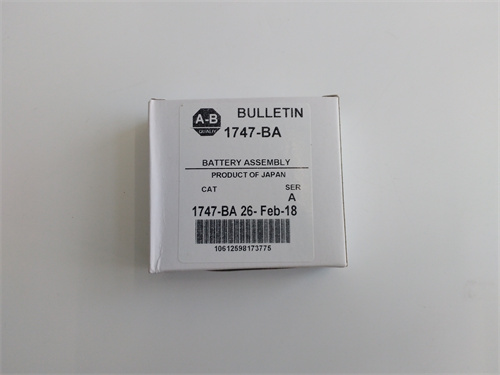 A-B
QUALITY
BULLETIN
1747-BA
BATTERY ASSEMBLY
PRODUCT OF JAPAN
CAT
SER
A
1747-BA 26- Feb-18
10612598173775